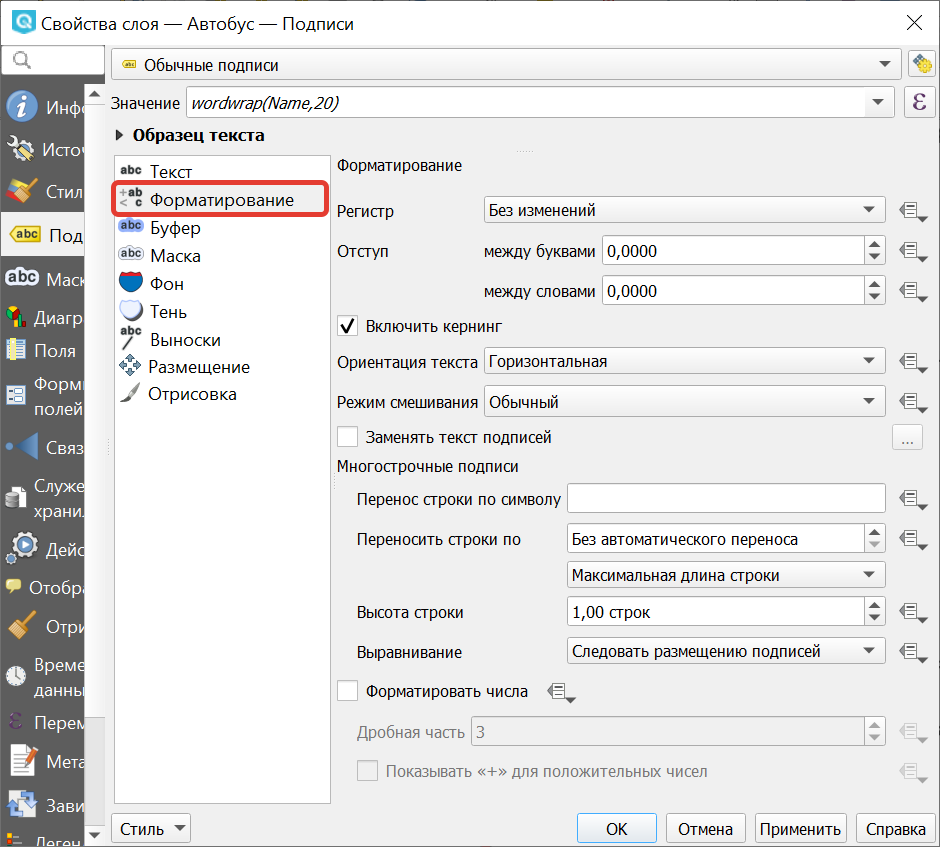 Свойства слоя — Автобус — Подписи
Обычные подписи
Значение wordwrap(Name,20) ε
Образец текста
Инфо
Источ
Стил
abc Под
abc Маск
Диагр
Поля
Форм
полей
Связ
Служе
храни
Дейс
Отобра
Отри
Време
данны
Перем
Мета
Зави
Леген
abc Текст
+ab
< c Форматирование
abc Буфер
abc Маска
Фон
Тень
abc Выноски
Размещение
Отрисовка
Форматирование
Регистр Без изменений
Отступ между буквами 0,0000
между словами 0,0000
Включить кернинг
Ориентация текста Горизонтальная
Режим смешивания Обычный
Заменять текст подписей ...
Многострочные подписи
Перенос строки по символу
Переносить строки по Без автоматического переноса
Максимальная длина строки
Высота строки 1,00 строк
Выравнивание Следовать размещению подписей
Форматировать числа
Дробная часть 3
Показывать «+» для положительных чисел
Стиль OK Отмена Применить Справка